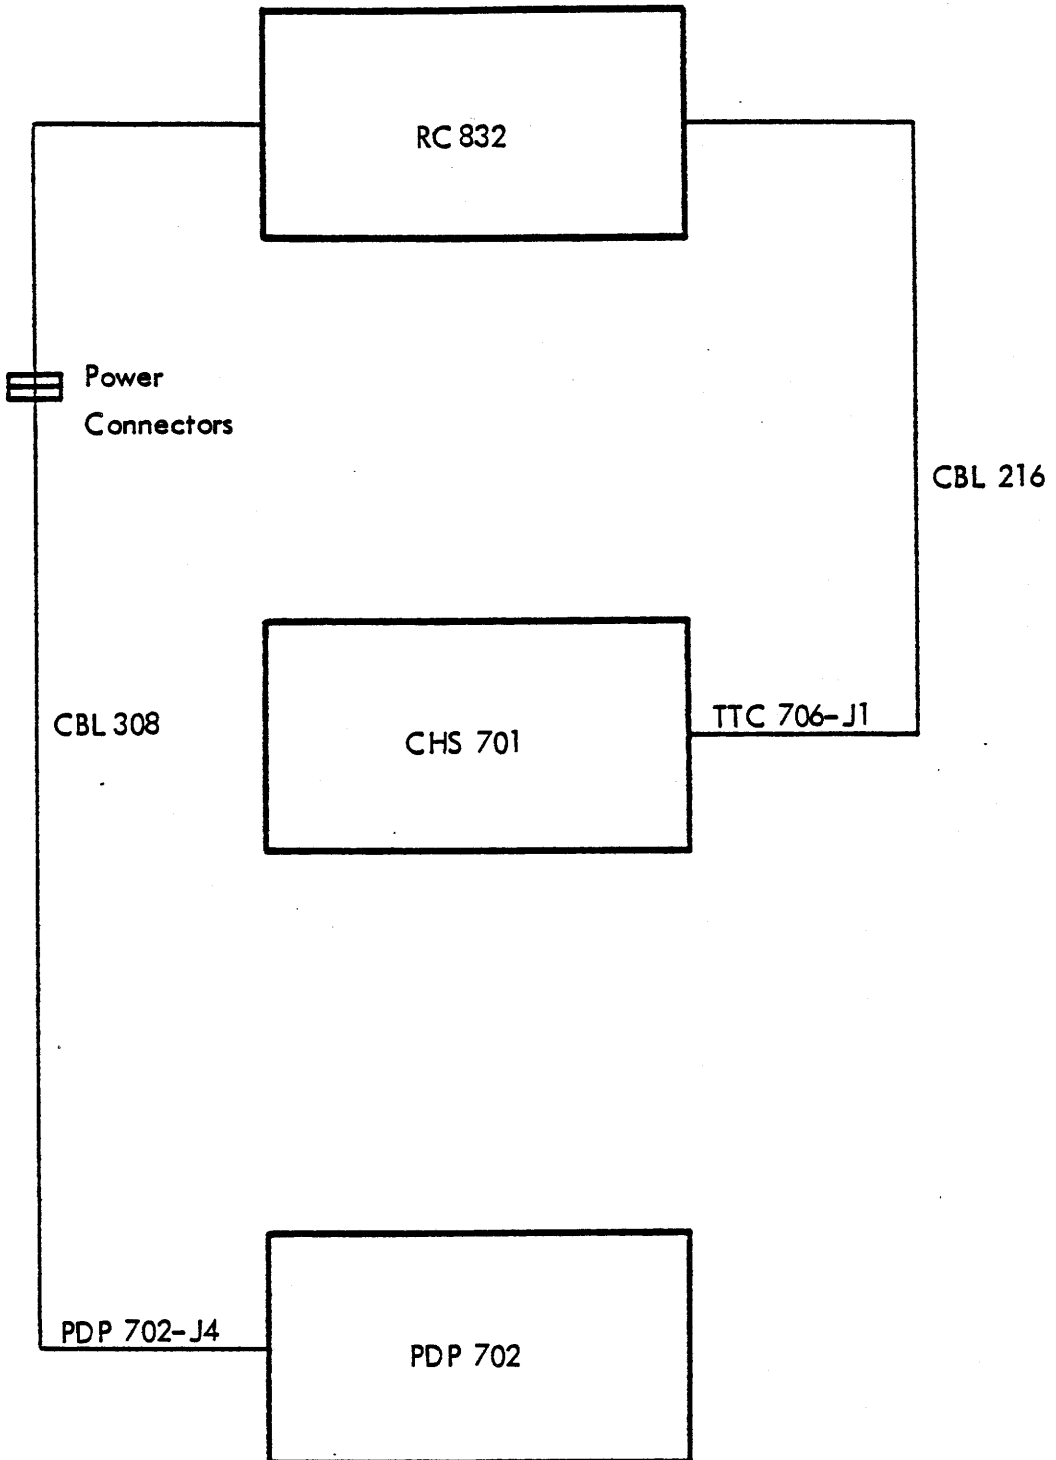 RC 832
Power
Connectors
CBL 216
TTC 706-J1
CBL 308
CHS 701
PDP 702-J4
PDP 702